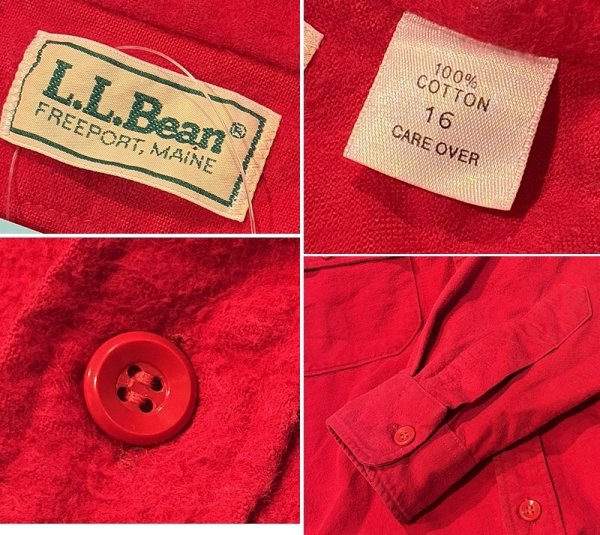 L.L.Bean®
FREEPORT, MAINE
100%
COTTON
16
CARE OVER